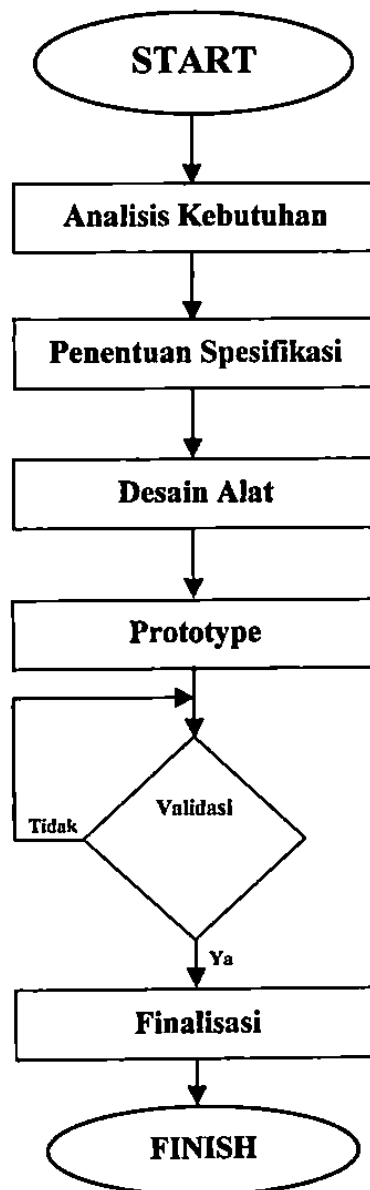 START
Analisis Kebutuhan
Penentuan Spesifikasi
Desain Alat
Prototype
Validasi
Tidak
Ya
Finalisasi
FINISH